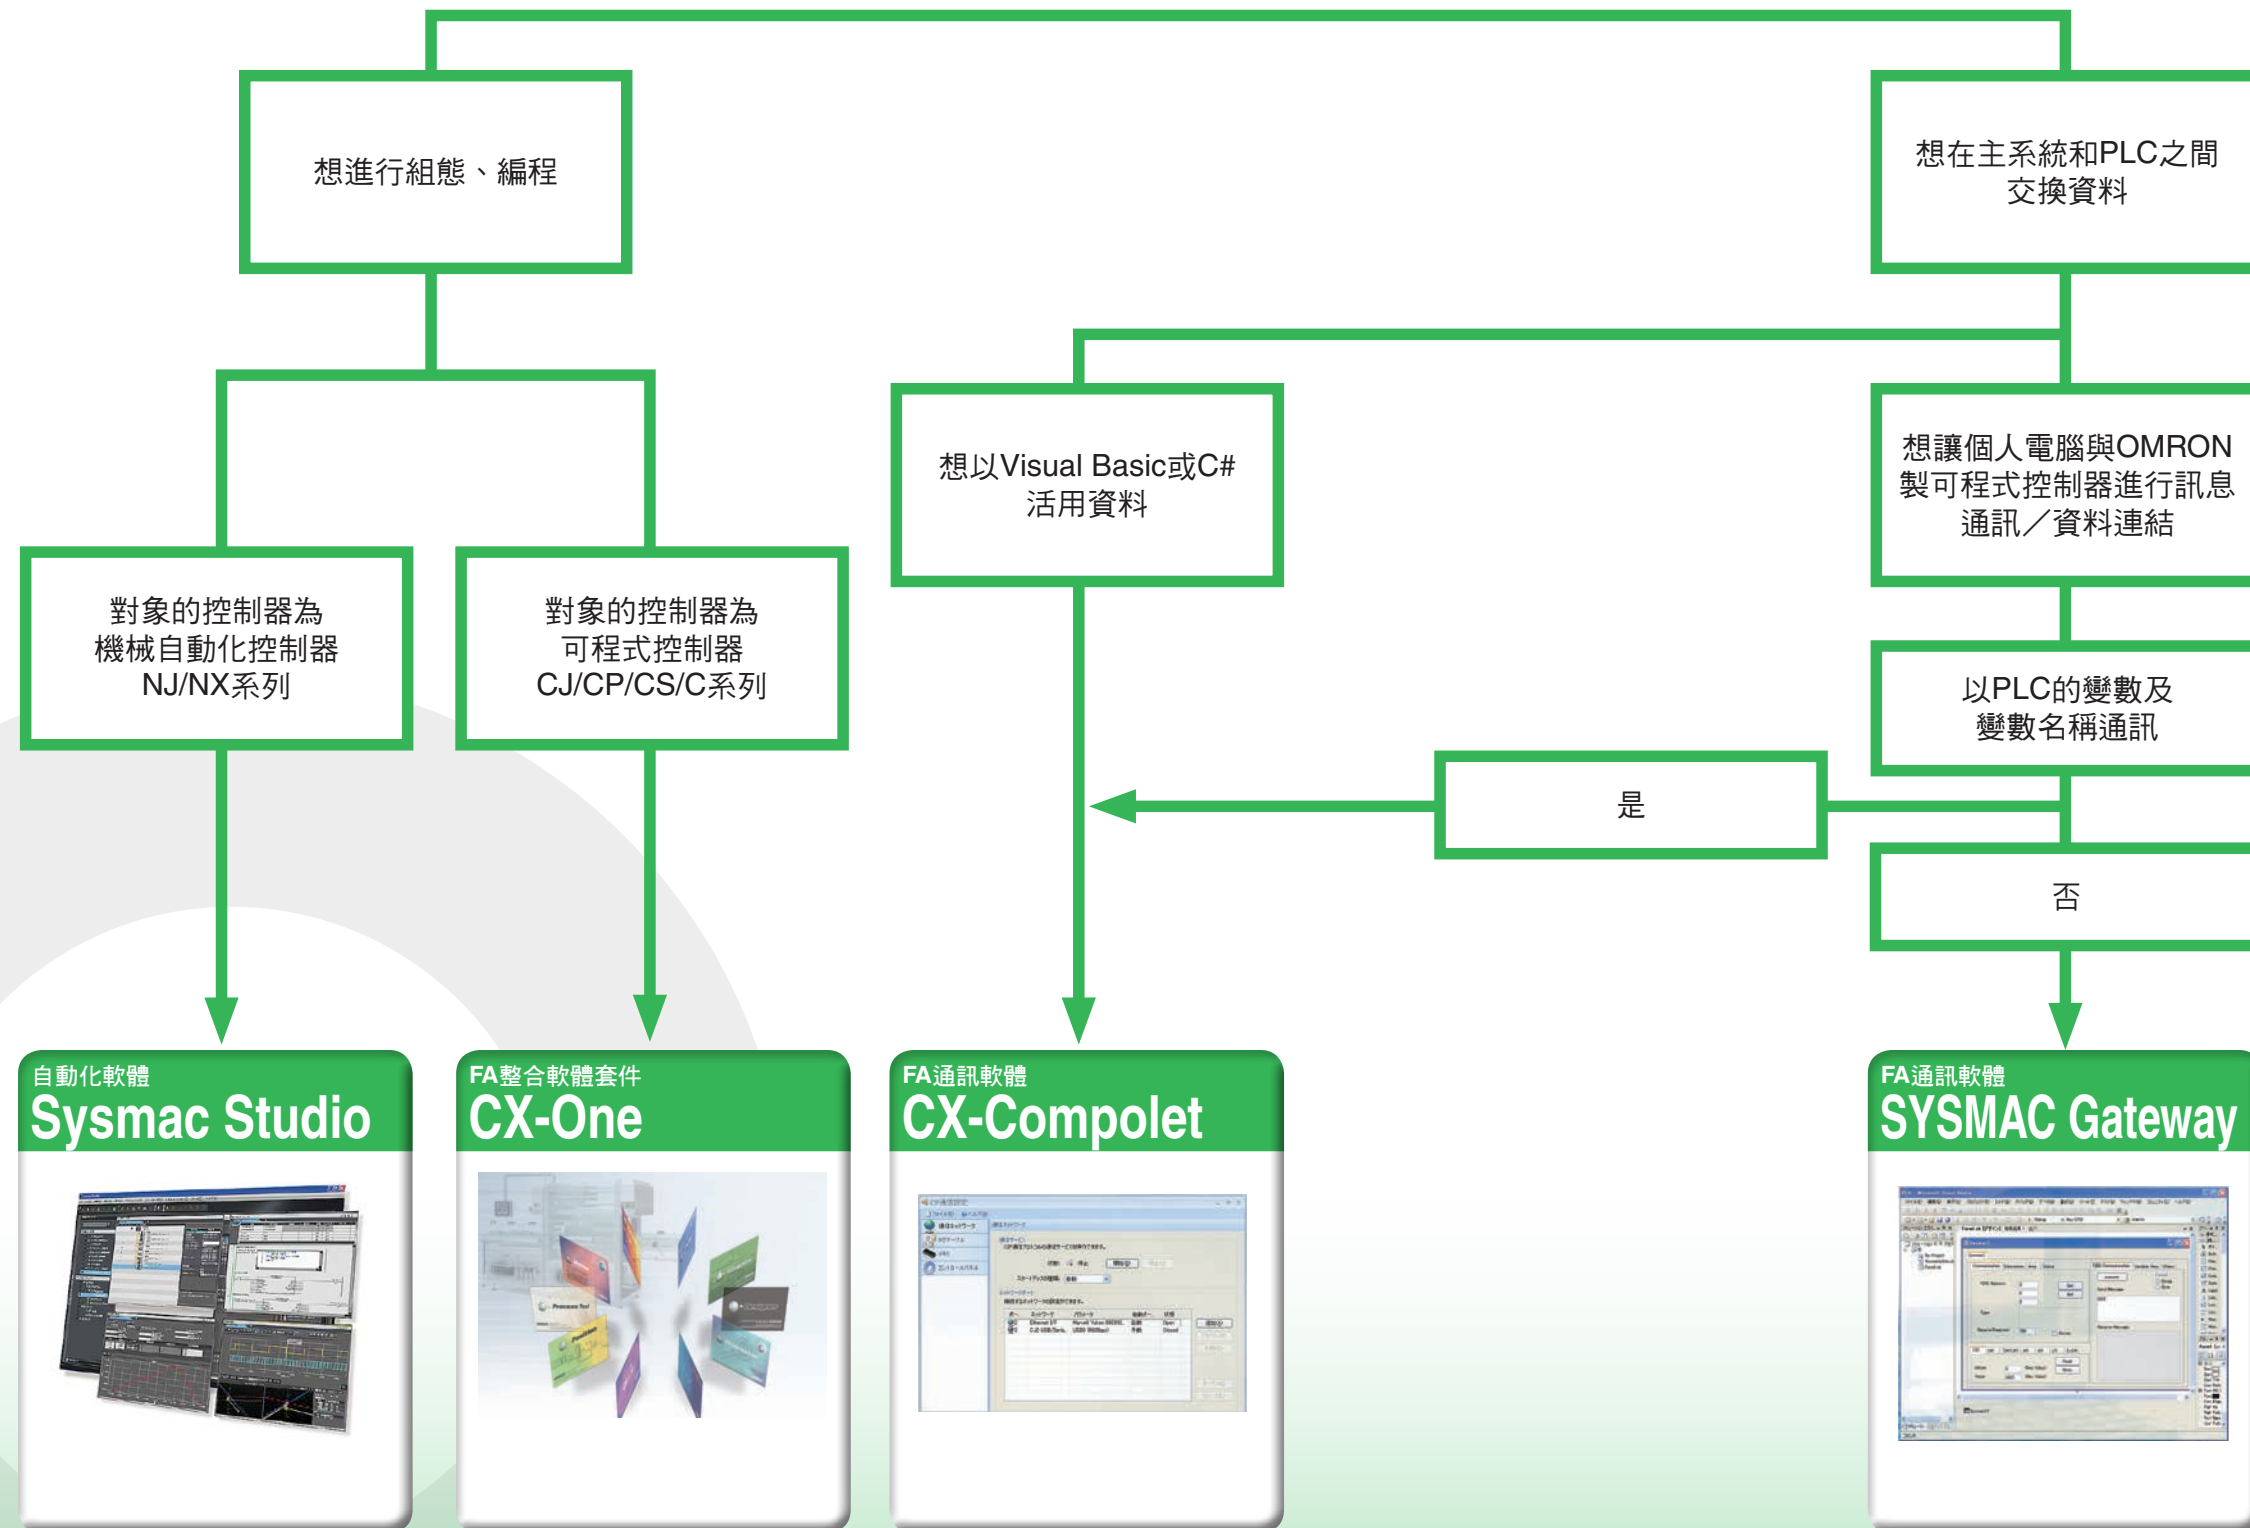 想進行組態、編程
想在主系統和PLC之間
交換資料
想以Visual Basic或C#
活用資料
想讓個人電腦與OMRON
製可程式控制器進行訊息
通訊／資料連結
對象的控制器為
機械自動化控制器
NJ/NX系列
對象的控制器為
可程式控制器
CJ/CP/CS/C系列
以PLC的變數及
變數名稱通訊
是
否
自動化軟體
Sysmac Studio
FA整合軟體套件
CX-One
FA通訊軟體
CX-Compolet
FA通訊軟體
SYSMAC Gateway